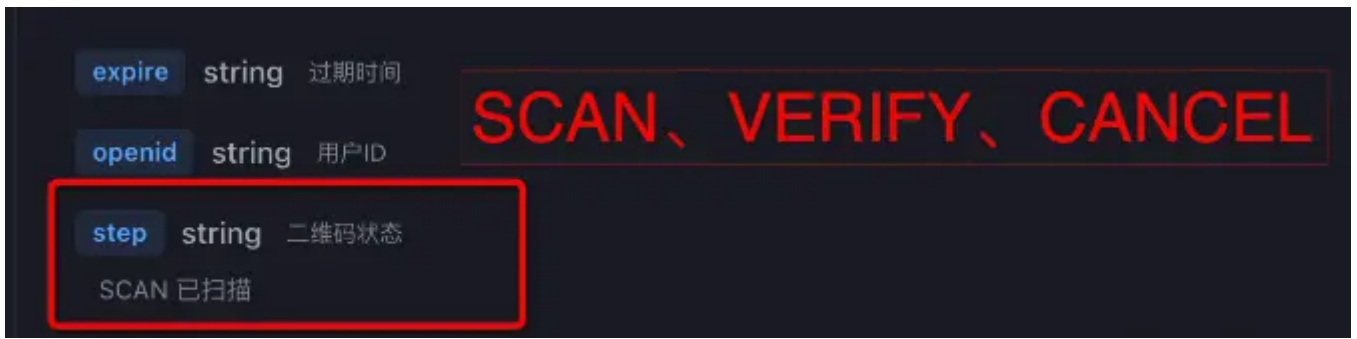 expire string 过期时间
SCAN、VERIFY、CANCEL
openid string 用户ID
step string 二维码状态
SCAN 已扫描